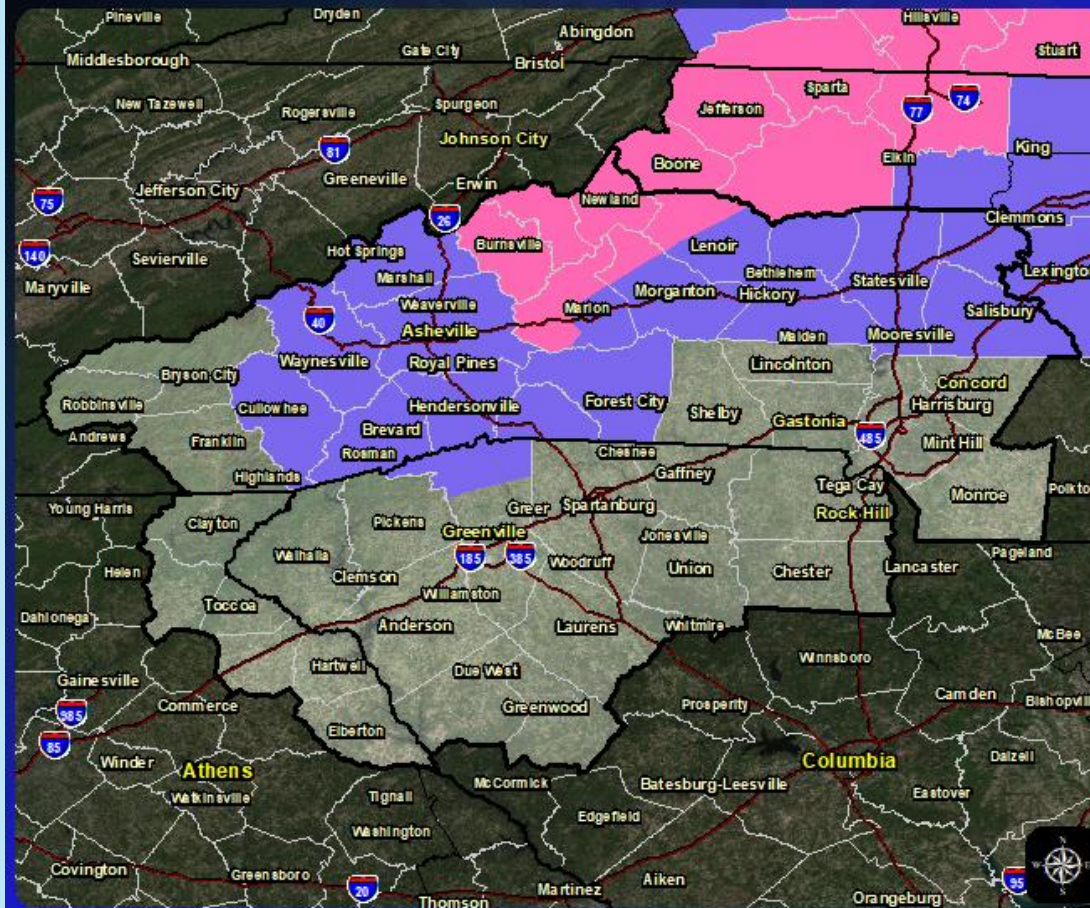 Pineville
Dryden
Hillsville
Abingdon
Gate City
Stuart
Middlesborough
Bristol
Sparta
New Tazewell
Rogersville
Spurgeon
Jefferson
77
74
Johnson City
81
King
Elkin
Boone
Jefferson City
Greeneville
Erwin
75
Newland
26
Clemmons
Burnsville
Lenoir
Hot Springs
140
Sevierville
Marshall
Bethlehem
Lexington
Maryville
Morganton
Hickory
Statesville
Weaverville
Marion
Salisbury
40
Asheville
Maiden
Mooresville
Waynesville
Royal Pines
Lincolnton
Bryson City
Concord
Robbinsville
Cullowhee
Hendersonville
Forest City
Shelby
Harrisburg
Gastonia
Andrews
Franklin
Brevard
485
Mint Hill
Rosman
Chesnee
Highlands
Gaffney
Tega Cay
Monroe
Polkto
Young Harris
Greer
Spartanburg
Rock Hill
Clayton
Pickens
Greenville
Jonesville
Walhalla
185
385
Woodruff
Pageland
Helen
Clemson
Union
Chester
Lancaster
Williamston
Toccoa
Dahlonega
Anderson
Laurens
Whitmire
McBee
Hartwell
Winnsboro
Due West
Gainesville
Camden
985
Commerce
Greenwood
Prosperity
Bishopvil
85
Elberton
Winder
Athens
Columbia
Dalzell
McCormick
Batesburg-Leesville
Watkinsville
Tignall
Eastover
Edgefield
Washington
Covington
Greensboro
Aiken
20
Martinez
95
Thomson
Orangeburg